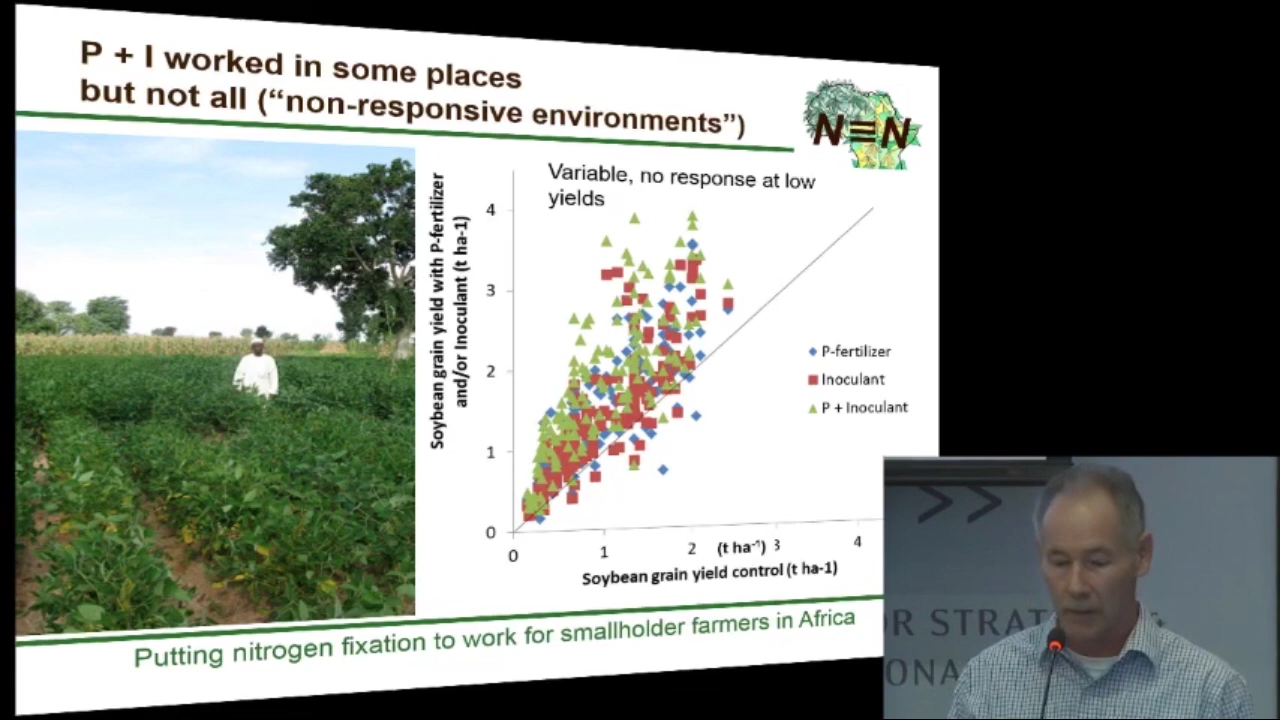 P + I worked in some places
but not all (“non-responsive environments”)
N=N
Variable, no response at low
yields
Soybean grain yield with P-fertilizer
and/or Inoculant (t ha-1)
4
3
2
1
0
0
1
2
(t ha⁻¹)
3
4
Soybean grain yield control (t ha-1)
P-fertilizer
Inoculant
P + Inoculant
Putting nitrogen fixation to work for smallholder farmers in Africa
>>
OR STRAT
ONA